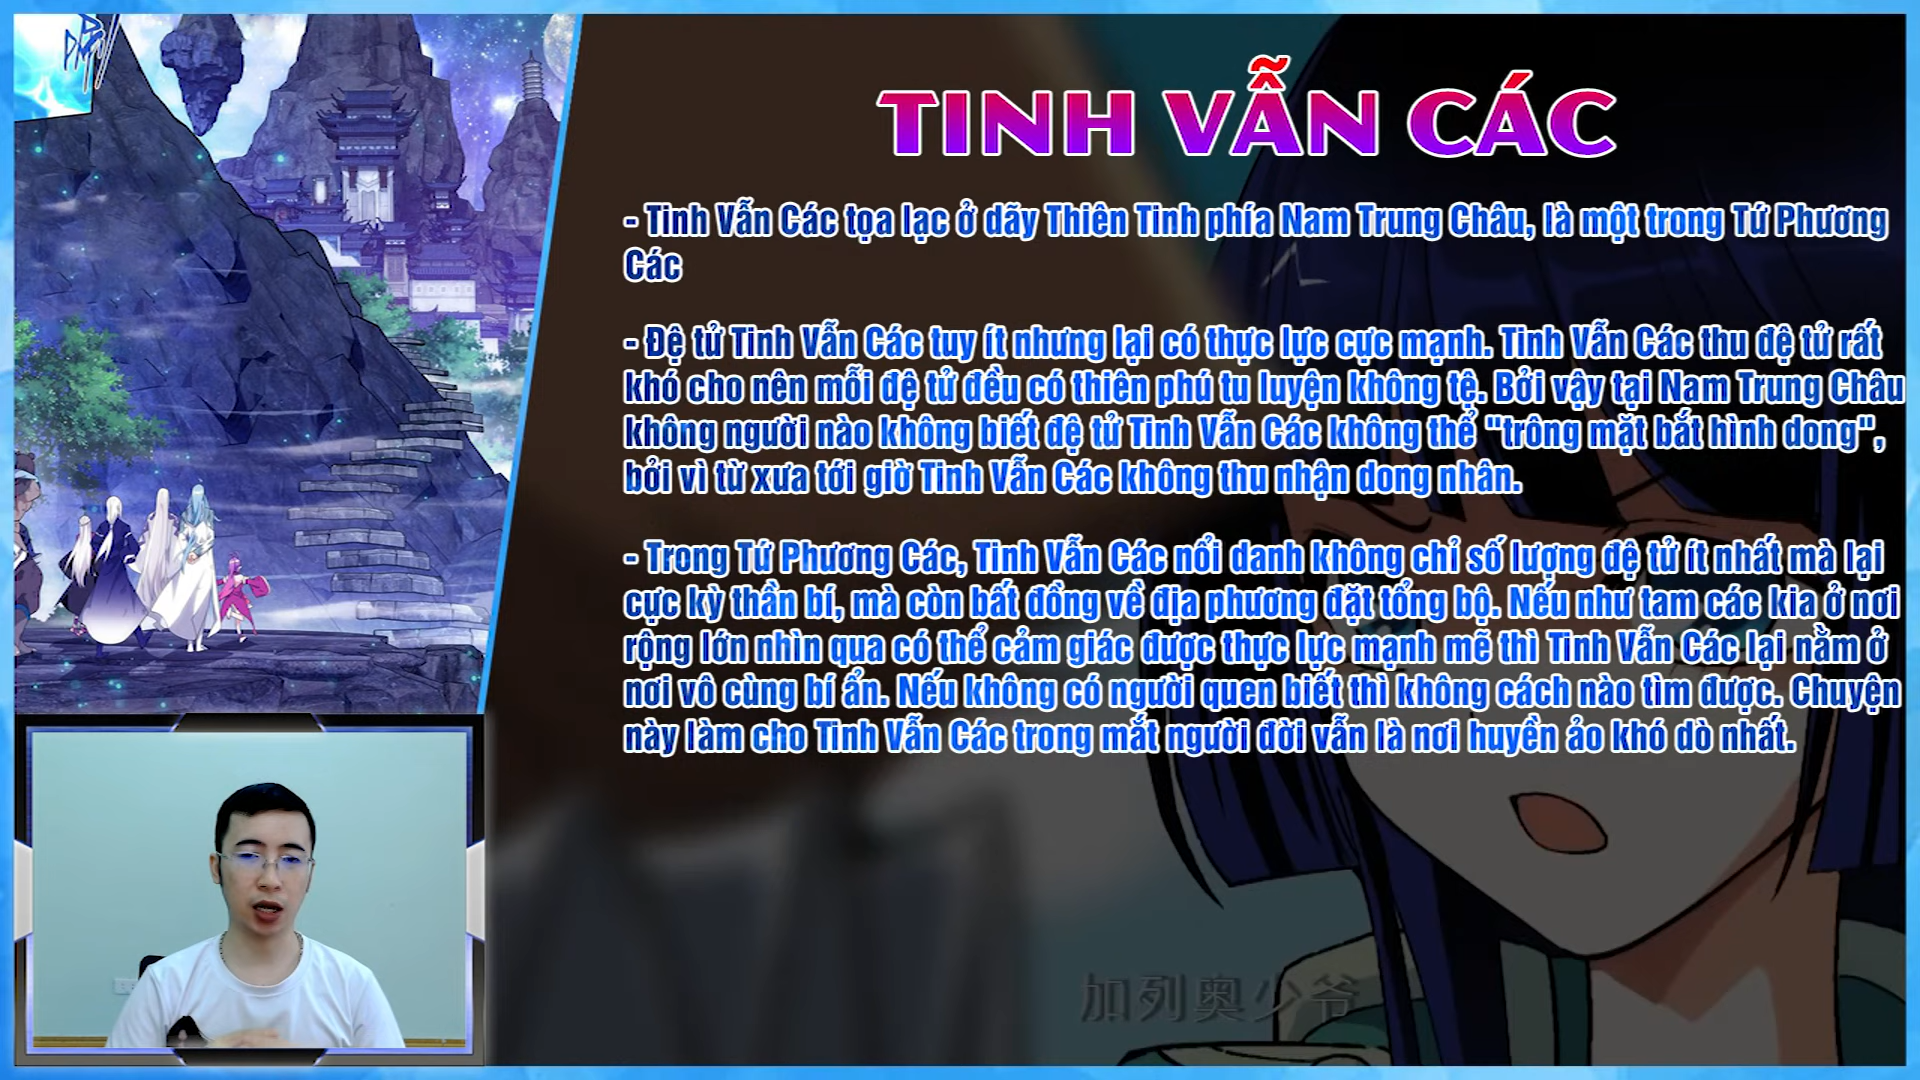 TINH VẪN CÁC
- Tinh Vẫn Các tọa lạc ở dãy Thiên Tinh phía Nam Trung Châu, là một trong Tứ Phương
Các
- Đệ tử Tinh Vẫn Các tuy ít nhưng lại có thực lực cực mạnh. Tinh Vẫn Các thu đệ tử rất
khó cho nên mỗi đệ tử đều có thiên phú tu luyện không tệ. Bởi vậy tại Nam Trung Châu
không người nào không biết đệ tử Tinh Vẫn Các không thể "trông mặt bắt hình dong",
bởi vì từ xưa tới giờ Tinh Vẫn Các không thu nhận dong nhân.
- Trong Tứ Phương Các, Tinh Vẫn Các nổi danh không chỉ số lượng đệ tử ít nhất mà lại
cực kỳ thần bí, mà còn bất đồng về địa phương đặt tổng bộ. Nếu như tam các kia ở nơi
rộng lớn nhìn qua có thể cảm giác được thực lực mạnh mẽ thì Tinh Vẫn Các lại nằm ở
nơi vô cùng bí ẩn. Nếu không có người quen biết thì không cách nào tìm được. Chuyện
này làm cho Tinh Vẫn Các trong mắt người đời vẫn là nơi huyền ảo khó dò nhất.
加列奥少爷